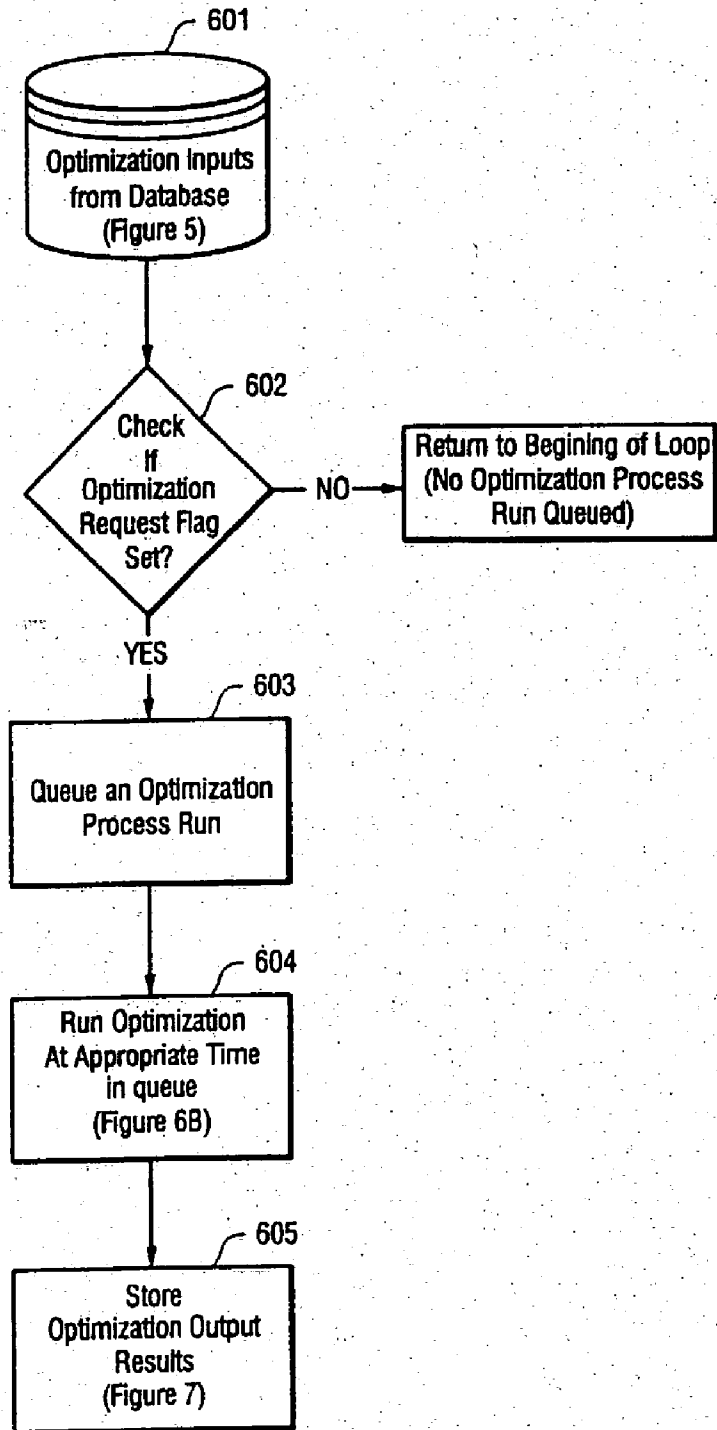 601
Optimization Inputs
from Database
(Figure 5)
602
Check
If
Optimization
Request Flag
Set?
NO
Return to Begining of Loop
(No Optimization Process
Run Queued)
YES
603
Queue an Optimization
Process Run
604
Run Optimization
At Appropriate Time
in queue
(Figure 6B)
605
Store
Optimization Output
Results
(Figure 7)